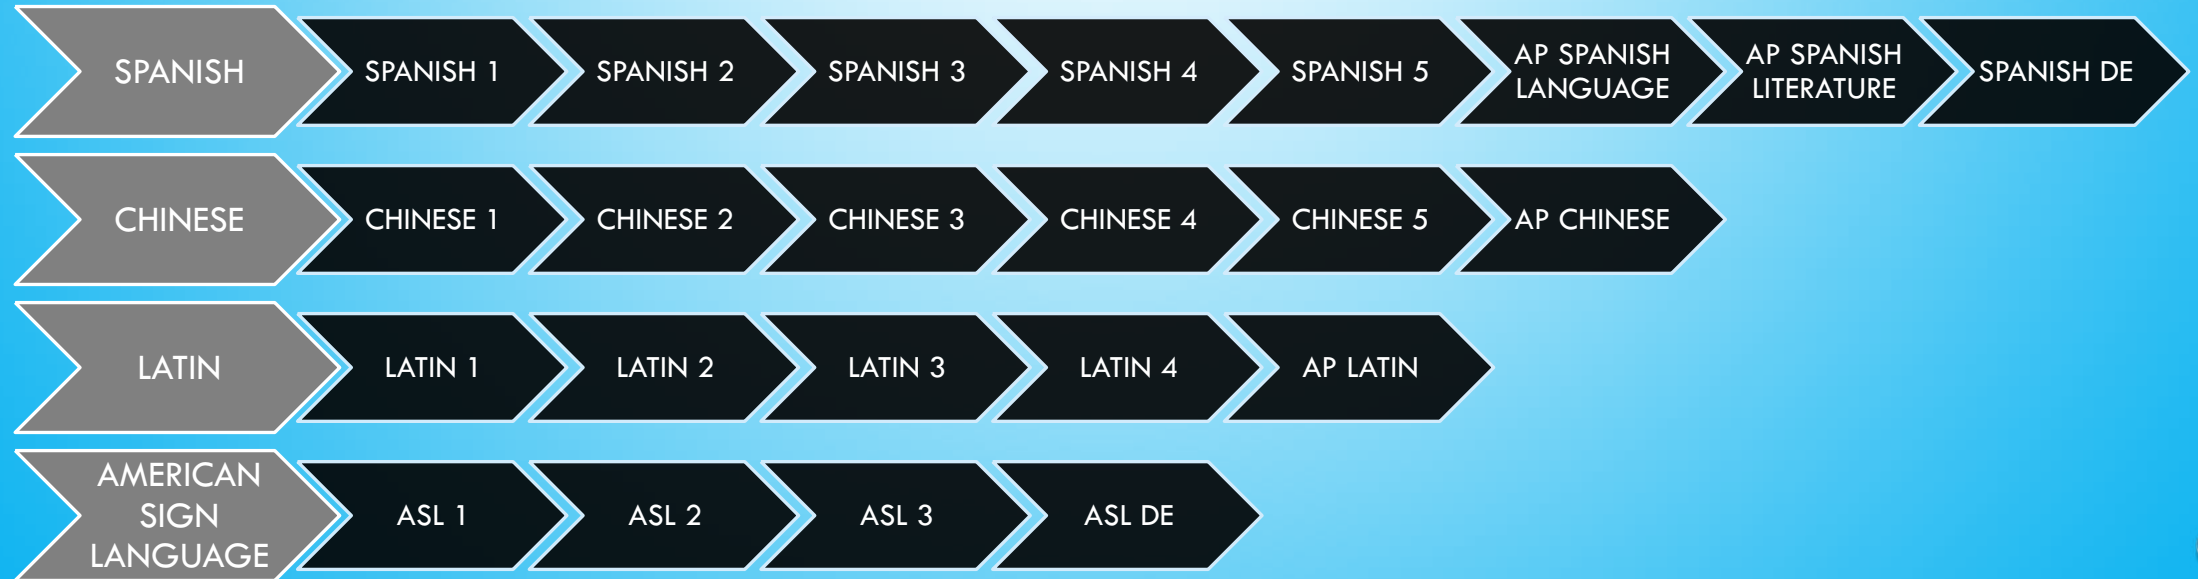 SPANISH
SPANISH 1
SPANISH 2
SPANISH 3
SPANISH 4
SPANISH 5
AP SPANISH
LANGUAGE
AP SPANISH
LITERATURE
SPANISH DE
CHINESE
CHINESE 1
CHINESE 2
CHINESE 3
CHINESE 4
CHINESE 5
AP CHINESE
LATIN
LATIN 1
LATIN 2
LATIN 3
LATIN 4
AP LATIN
AMERICAN
SIGN
LANGUAGE
ASL 1
ASL 2
ASL 3
ASL DE